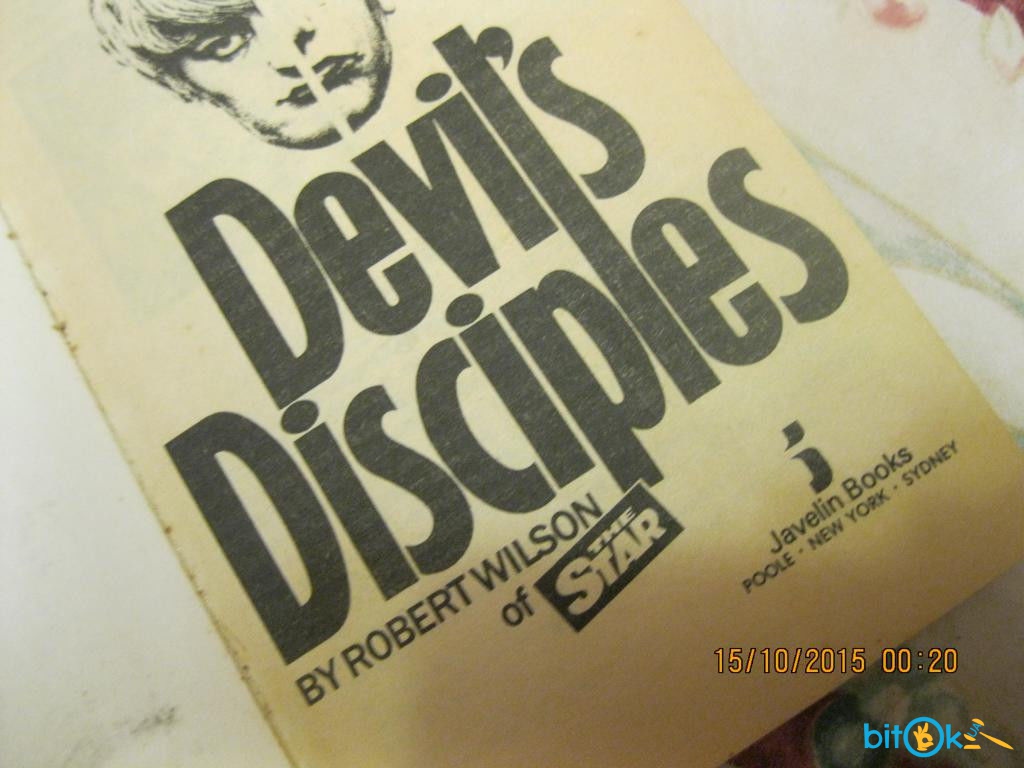 Devil's
Disciples
BY ROBERT WILSON
of THE STAR
Javelin Books
POOLE · NEW YORK · SYDNEY
15/10/2015 00:20
bitok.ua